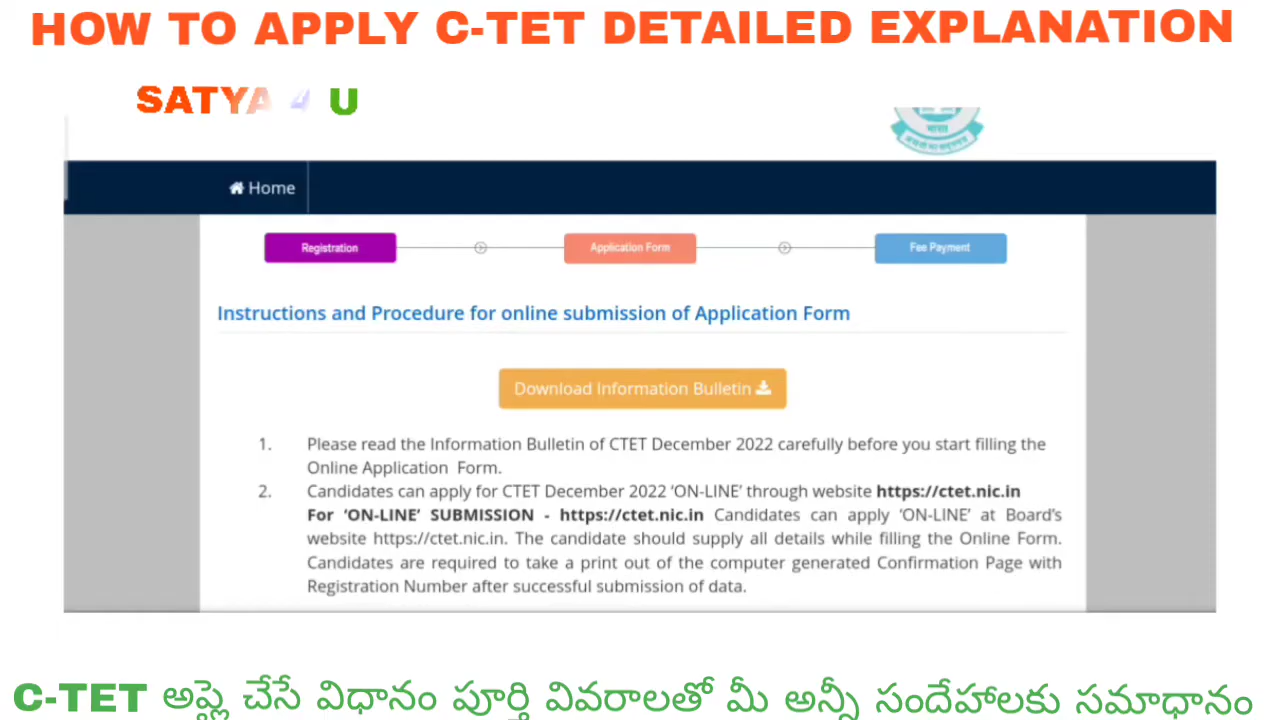 HOW TO APPLY C-TET DETAILED EXPLANATION
SATYA 4 U
भारत
Home
Registration
Application Form
Fee Payment
Instructions and Procedure for online submission of Application Form
Download Information Bulletin
1. Please read the Information Bulletin of CTET December 2022 carefully before you start filling the
Online Application Form.
2. Candidates can apply for CTET December 2022 ‘ON-LINE’ through website https://ctet.nic.in
For ‘ON-LINE’ SUBMISSION - https://ctet.nic.in Candidates can apply ‘ON-LINE’ at Board's
website https://ctet.nic.in. The candidate should supply all details while filling the Online Form.
Candidates are required to take a print out of the computer generated Confirmation Page with
Registration Number after successful submission of data.
C-TET అప్లై చేసే విధానం పూర్తి వివరాలతో మీ అన్నీ సందేహాలకు సమాధానం